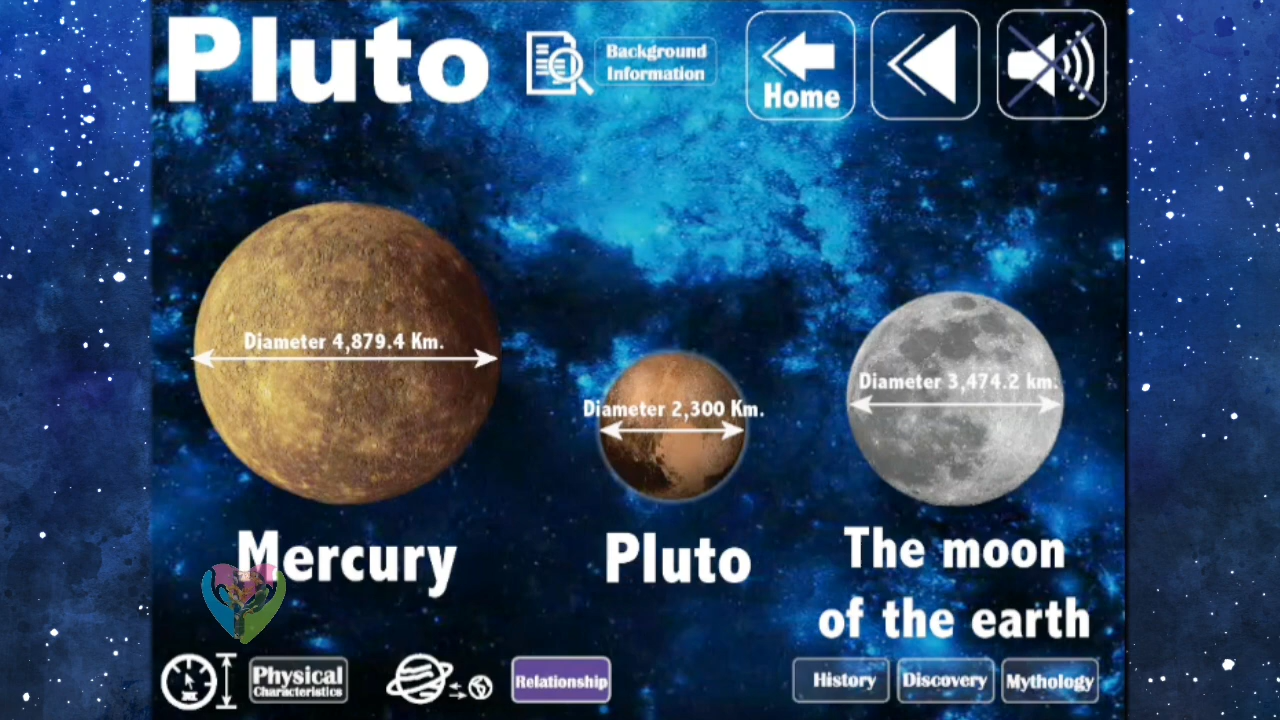 Pluto
Background
Information
Home
Diameter 4,879.4 Km.
Diameter 2,300 Km.
Diameter 3,474.2 km.
Mercury
Pluto
The moon
of the earth
Physical
Characteristics
Relationship
History
Discovery
Mythology